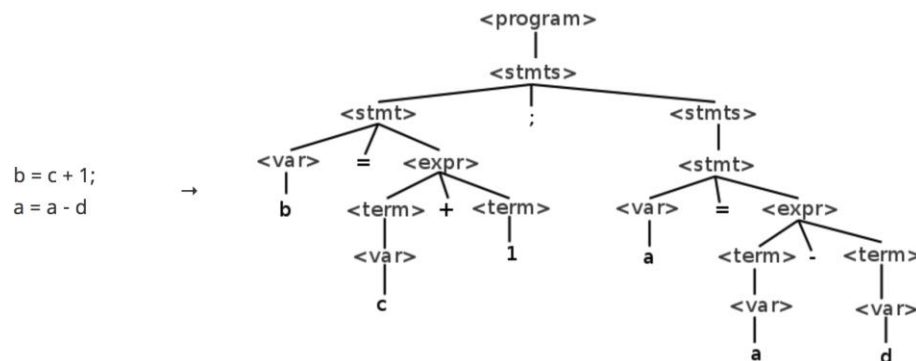 <program>
<stmts>
<stmt> ; <stmts>
<var> = <expr> <stmt>
b = c + 1; →
a = a - d
b <term> + <term> <var> = <expr>
<var> 1 a <term> - <term>
c <var> <var>
a d